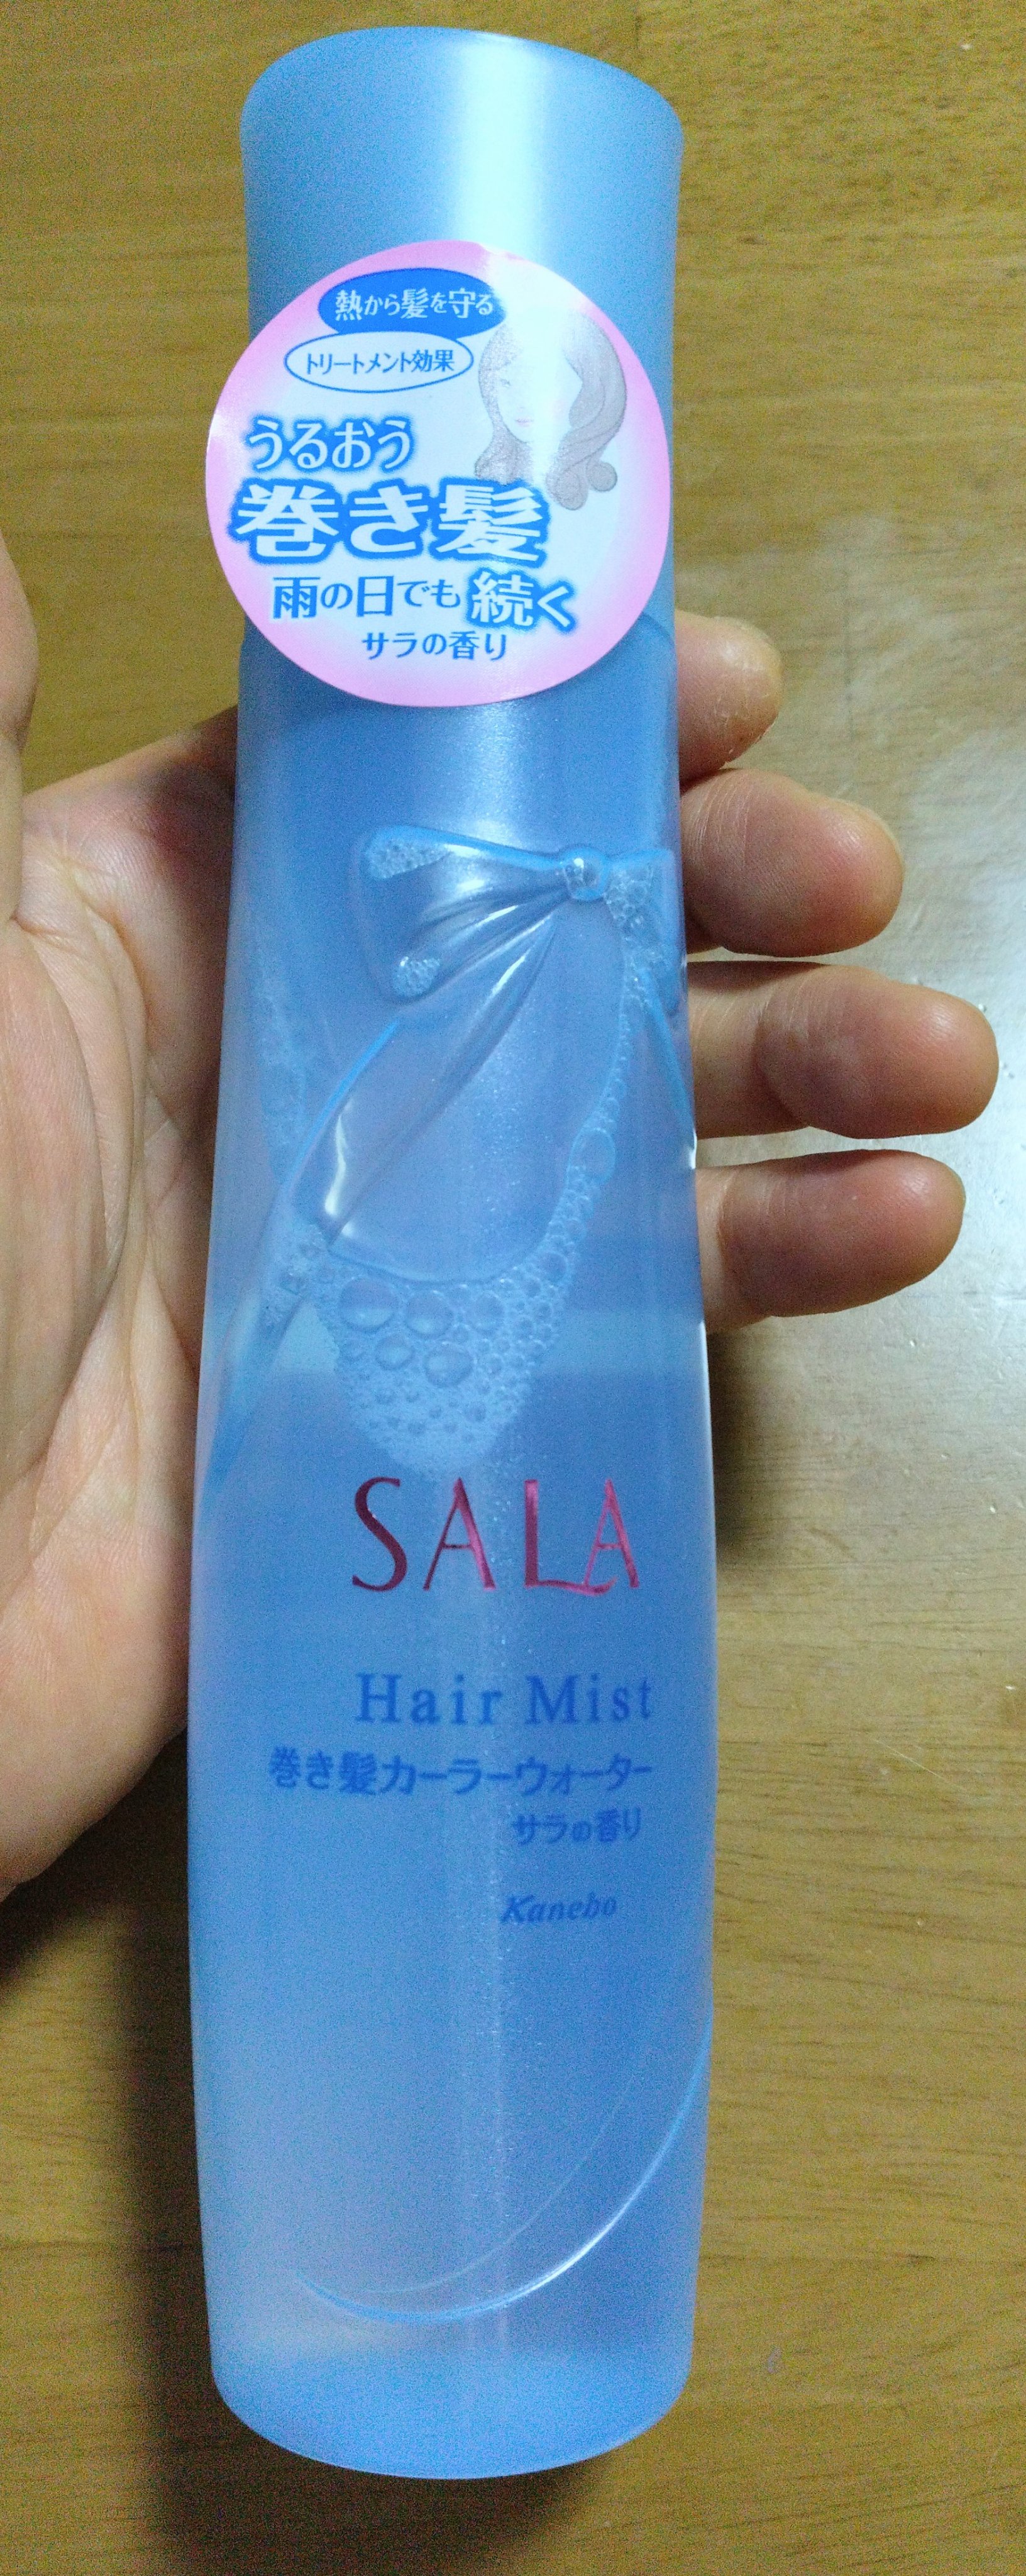 熱から髪を守る
トリートメント効果
うるおう
巻き髪
雨の日でも続く
サラの香り
SALA
Hair Mist
巻き髪カーラーウォーター
サラの香り
Kanebo